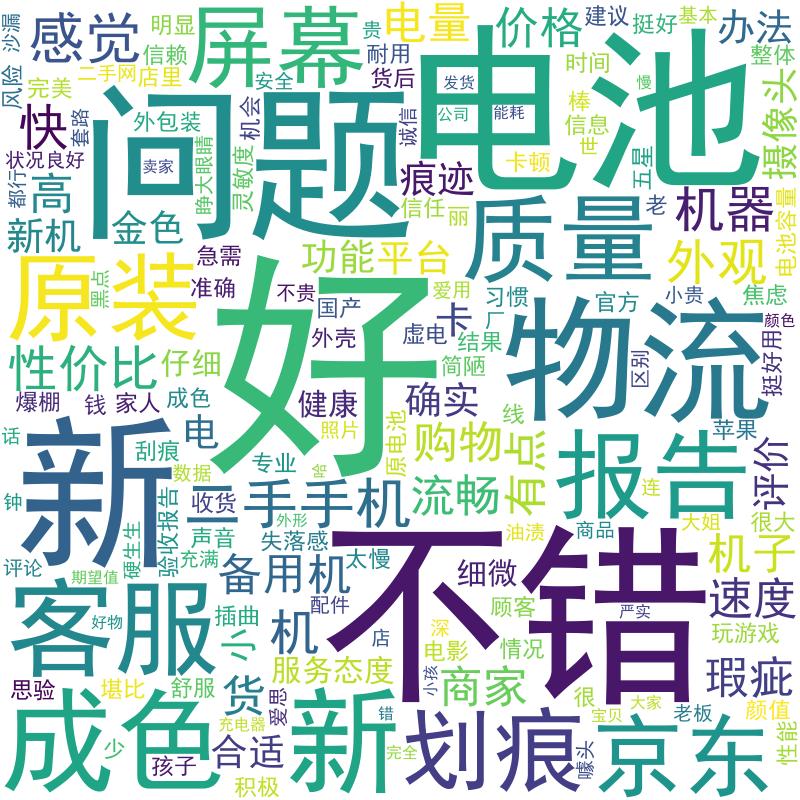 沙漏
感觉
明显
信赖
屏幕
贵
耐用
电量
价格
建议
挺好
基本
办法
整体
风险
完美
二手网
店里
安全
货后
发货
慢
时间
快
套路
外包装
机会
诚信
公司
能耗
棒
信息
摄像头
状况良好
问题
卖家
睁大眼睛
灵敏度
卡顿
世
五星
电池
都行
高
痕迹
信任
丽
质量
老
机器
电池容量
新机
金色
急需
功能
平台
外观
原装
黑点
准确
不贵
国产
爱用
习惯
官方
小贵
焦虑
颜色
好
外壳
虚电
卡
厂
结果
物流
区别
挺好用
性价比
仔细
简陋
爆棚
钱
家人
成色
健康
确实
线
苹果
话
新
刮痕
电
照片
原电池
购物
有点
报告
评价
数据
专业
连
钟
二手手机
流畅
验收报告
收货
外形
油渍
商品
大姐
很大
声音
失落感
评论
期望值
硬生生
充满
备用机
太慢
不错
细微
机子
客服
好物
插曲
小
机
配件
顾客
严实
速度
店
深
电影
情况
玩游戏
思验
堪比
舒服
服务态度
小孩
商家
很
大家
瑕疵
货
爱思
充电器
错
宝贝
老板
颜值
成色
少
孩子
合适
积极
新
完全
划痕
噱头
京东
性能